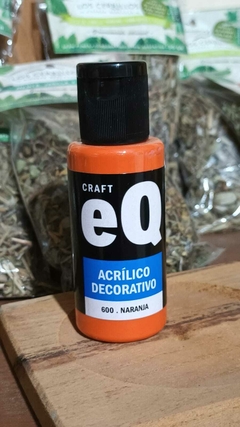 CRAFT
eQ
ACRÍLICO
DECORATIVO
600 . NARANJA